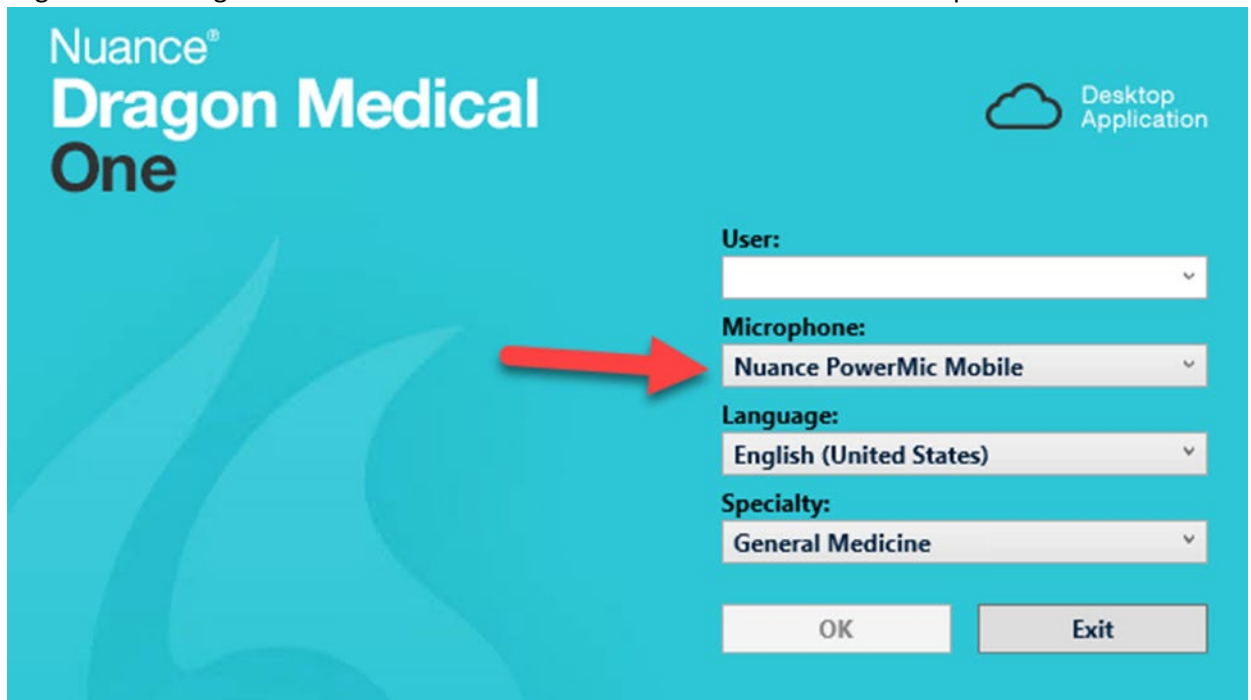 Nuance®
Dragon Medical
One
Desktop
Application
User:
Microphone:
Nuance PowerMic Mobile
Language:
English (United States)
Specialty:
General Medicine
OK
Exit